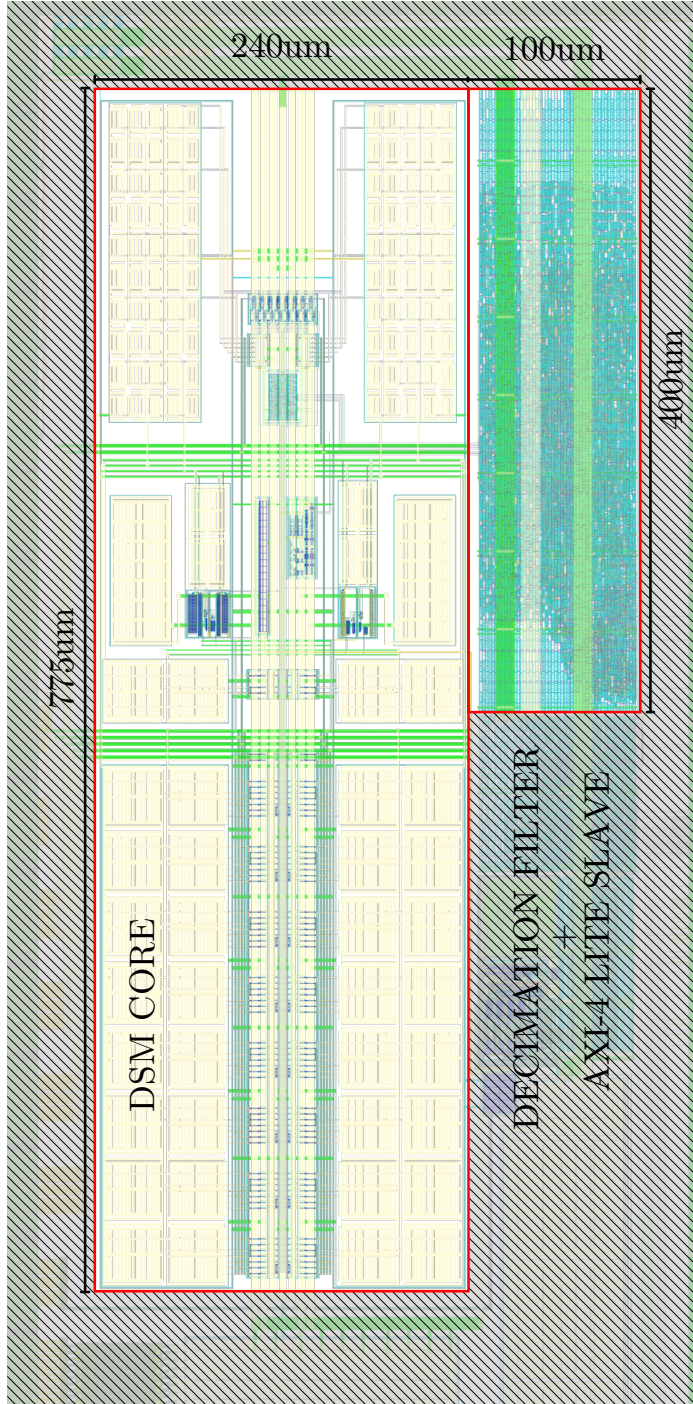 240um
100um
400um
775um
DSM CORE
DECIMATION FILTER
+
AXI-4 LITE SLAVE